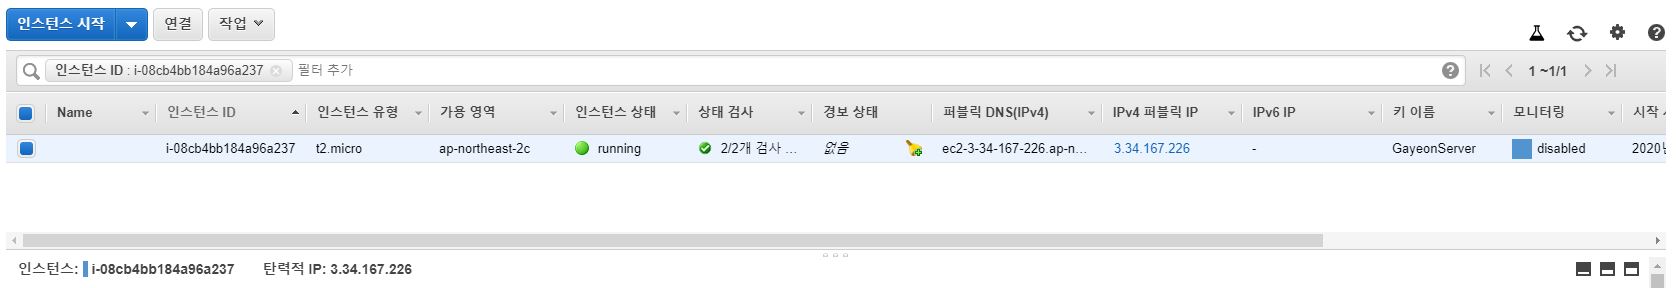 인스턴스 시작 연결 작업
인스턴스 ID : i-08cb4bb184a96a237 필터 추가 1 ~1/1
Name 인스턴스 ID 인스턴스 유형 가용 영역 인스턴스 상태 상태 검사 경보 상태 퍼블릭 DNS(IPv4) IPv4 퍼블릭 IP IPv6 IP 키 이름 모니터링 시작
i-08cb4bb184a96a237 t2.micro ap-northeast-2c running 2/2개 검사 ... 없음 ec2-3-34-167-226.ap-n... 3.34.167.226 - GayeonServer disabled 2020년
인스턴스: i-08cb4bb184a96a237 탄력적 IP: 3.34.167.226